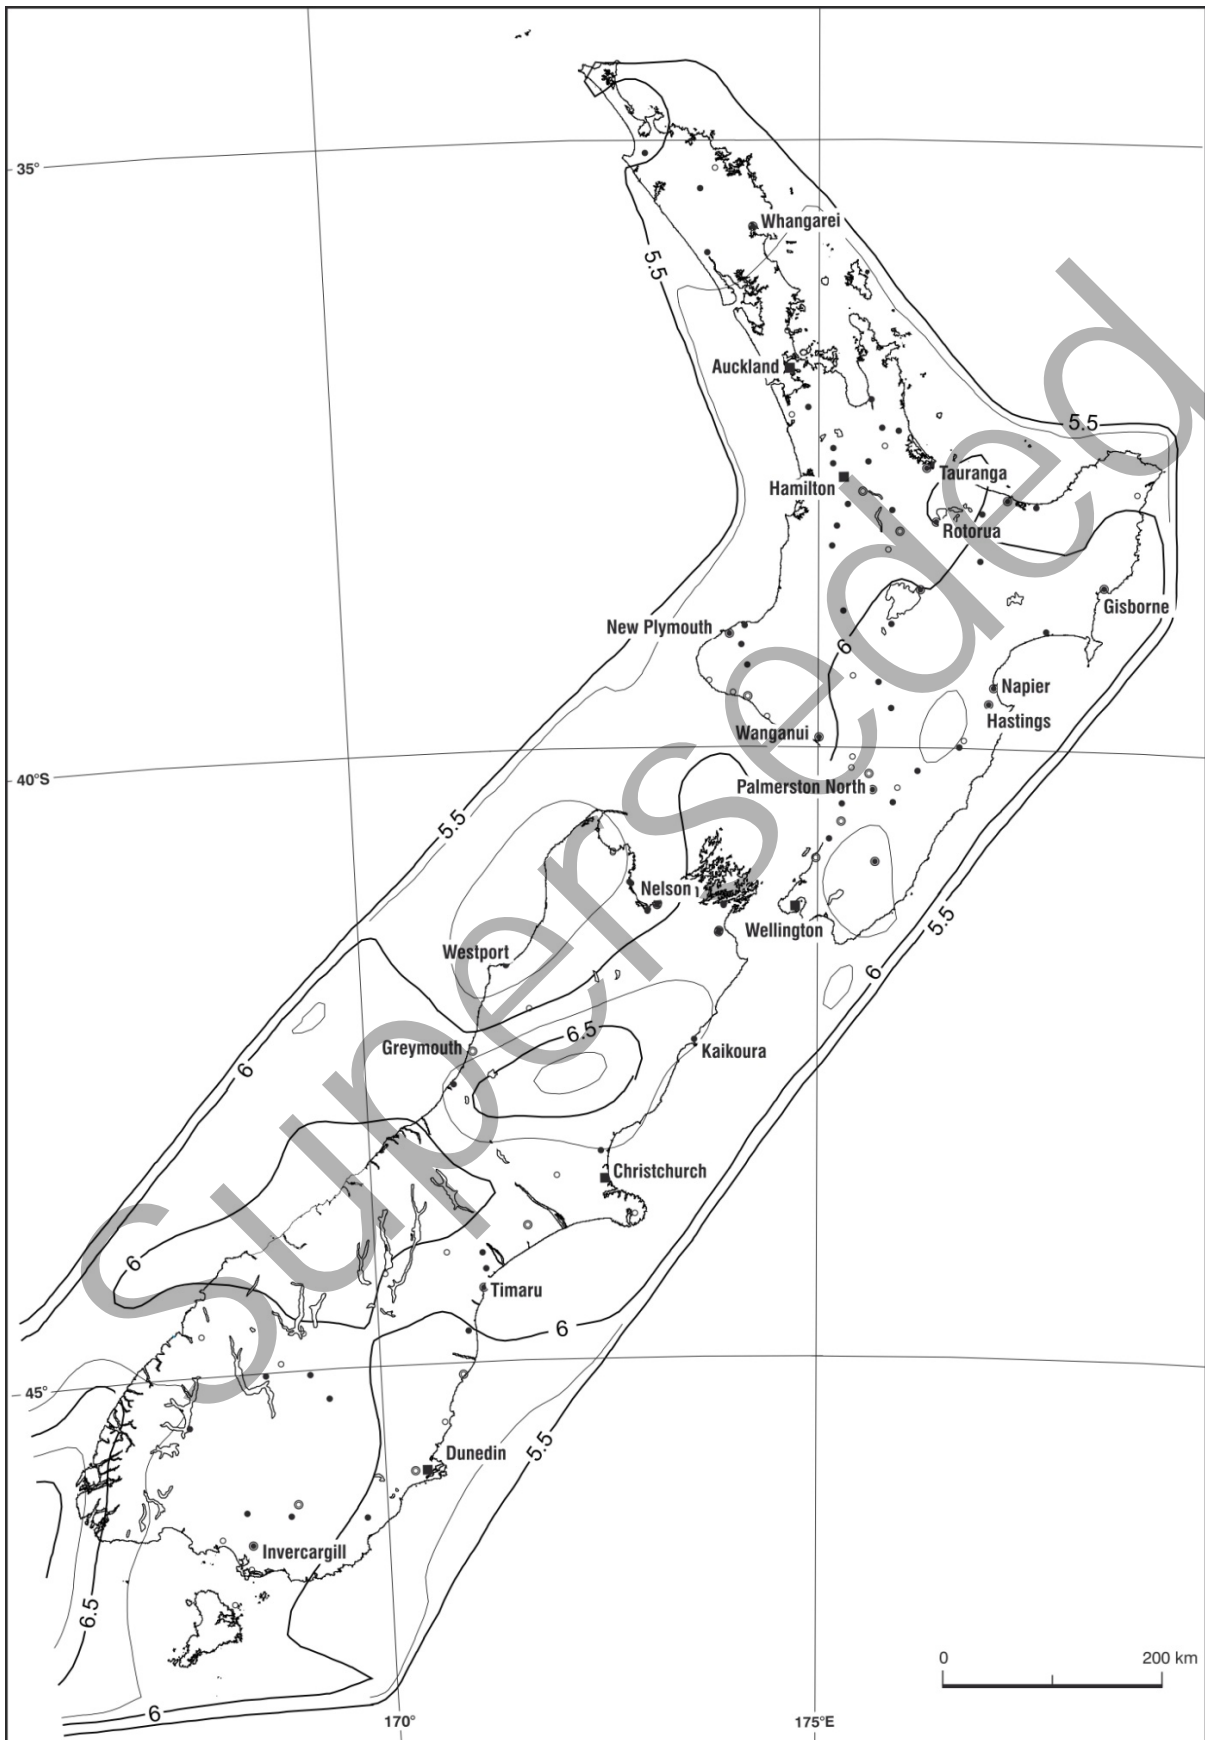 35°
Whangarei
5.5
Auckland
5.5
Tauranga
Hamilton
Rotorua
Gisborne
New Plymouth
6
Napier
Hastings
Wanganui
40°S
Palmerston North
5.5
Nelson
Wellington
5.5
Westport
6
6.5
Greymouth
Kaikoura
6
Christchurch
6
Timaru
6
45°
5.5
Dunedin
Invercargill
6.5
0
200 km
6
170°
175°E
Superseded